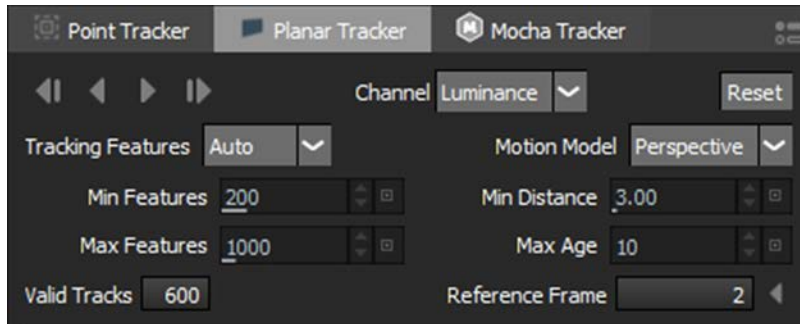 Point Tracker Planar Tracker Mocha Tracker
Channel Luminance Reset
Tracking Features Auto Motion Model Perspective
Min Features 200 Min Distance 3.00
Max Features 1000 Max Age 10
Valid Tracks 600 Reference Frame 2